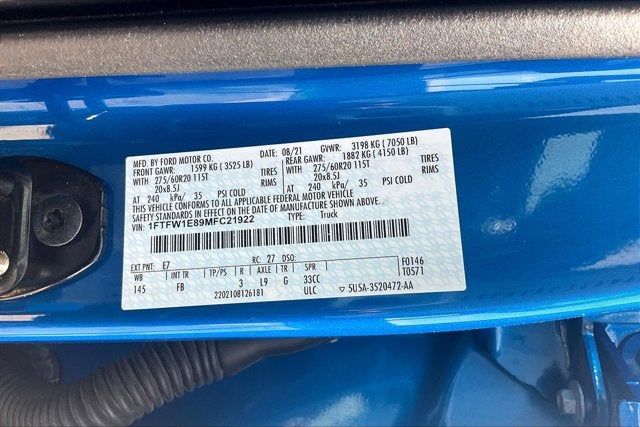 MFD. BY FORD MOTOR CO.
DATE: 08/21 GVWR: 3198 KG ( 7050 LB)
FRONT GAWR: 1599 KG ( 3525 LB)
REAR GAWR: 1882 KG ( 4150 LB)
WITH 275/60R20 115T TIRES
WITH 275/60R20 115T TIRES
20x8.5J RIMS
20x8.5J RIMS
AT 240 kPa/ 35 PSI COLD
AT 240 kPa/ 35 PSI COLD
THIS VEHICLE CONFORMS TO ALL APPLICABLE FEDERAL MOTOR VEHICLE
SAFETY STANDARDS IN EFFECT ON THE DATE OF MANUFACTURE SHOWN ABOVE.
VIN: 1FTFW1E89MFC21922 TYPE: Truck
F0146
T0571
EXT PNT: E7 RC: 27 DSO:
WB INT TR TP/PS R AXLE TR SPR
145 FB 3 L9 G 33CC
2202108126181 ULC
5U5A-3520472-AA